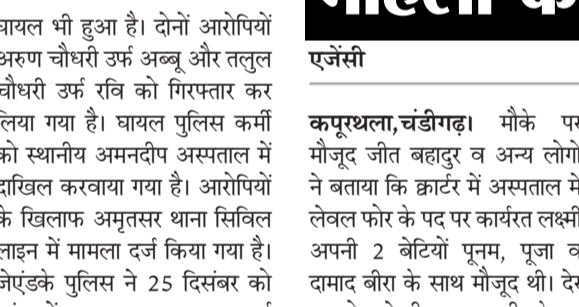 घायल भी हुआ है। दोनों आरोपियों
अरुण चौधरी उर्फ अब्बू और तलुल
चौधरी उर्फ रवि को गिरफ्तार कर
लिया गया है। घायल पुलिस कर्मी
को स्थानीय अमनदीप अस्पताल में
दाखिल करवाया गया है। आरोपियों
के खिलाफ अमृतसर थाना सिविल
लाइन में मामला दर्ज किया गया है।
जेएंडके पुलिस ने 25 दिसंबर को
एजेंसी
कपूरथला,चंडीगढ़। मौके पर
मौजूद जीत बहादुर व अन्य लोगों
ने बताया कि क्वार्टर में अस्पताल में
लेवल फोर के पद पर कार्यरत लक्ष्मी
अपनी 2 बेटियों पूनम, पूजा व
दामाद बीरा के साथ मौजूद थी।